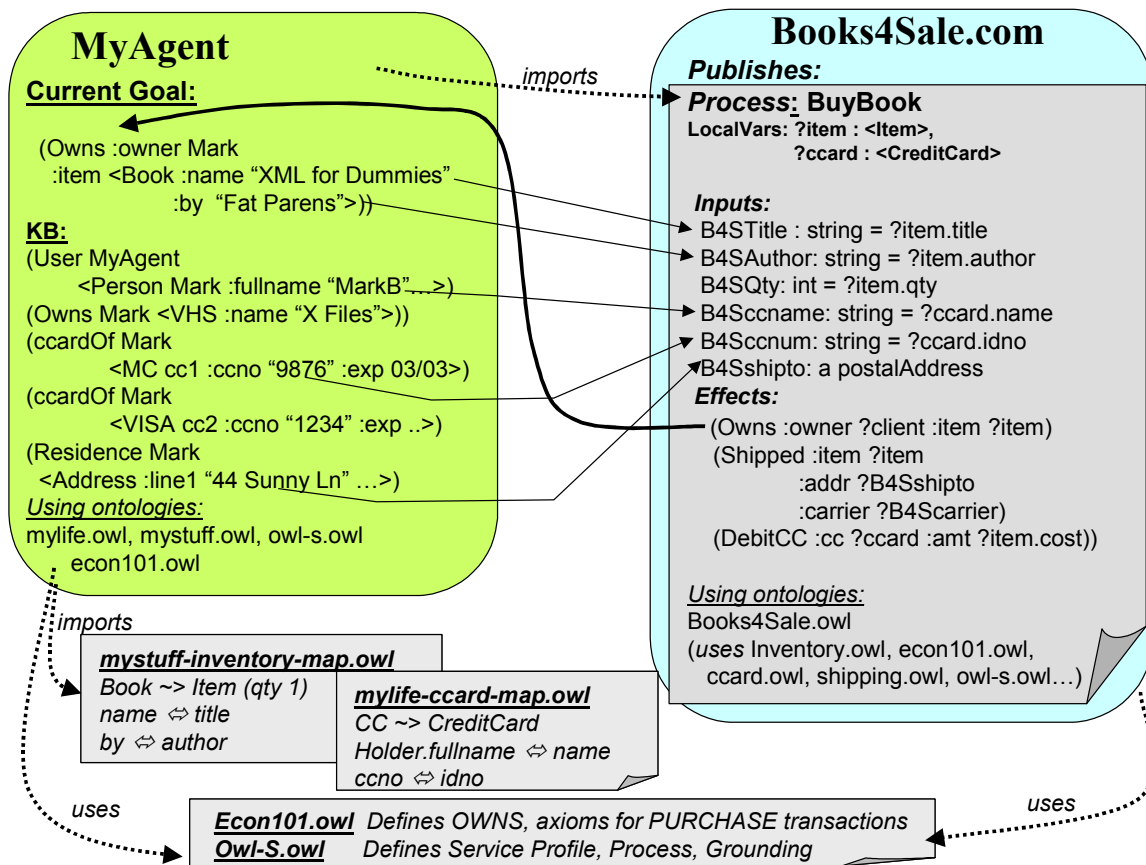 MyAgent
Current Goal:
(Owns :owner Mark
:item <Book :name “XML for Dummies”
:by “Fat Parens”>))
KB:
(User MyAgent
<Person Mark :fullname “MarkB”…>)
(Owns Mark <VHS :name “X Files”>))
(ccardOf Mark
<MC cc1 :ccno “9876” :exp 03/03>)
(ccardOf Mark
<VISA cc2 :ccno “1234” :exp ..>)
(Residence Mark
<Address :line1 “44 Sunny Ln” …>)
Using ontologies:
mylife.owl, mystuff.owl, owl-s.owl
econ101.owl
imports
Books4Sale.com
Publishes:
Process: BuyBook
LocalVars: ?item : <Item>,
?ccard : <CreditCard>
Inputs:
B4STitle : string = ?item.title
B4SAuthor: string = ?item.author
B4SQty: int = ?item.qty
B4Sccname: string = ?ccard.name
B4Sccnum: string = ?ccard.idno
B4Sshipto: a postalAddress
Effects:
(Owns :owner ?client :item ?item)
(Shipped :item ?item
:addr ?B4Sshipto
:carrier ?B4Scarrier)
(DebitCC :cc ?ccard :amt ?item.cost))
Using ontologies:
Books4Sale.owl
(uses Inventory.owl, econ101.owl,
ccard.owl, shipping.owl, owl-s.owl…)
imports
mystuff-inventory-map.owl
Book ~> Item (qty 1)
name ⇔ title
by ⇔ author
mylife-ccard-map.owl
CC ~> CreditCard
Holder.fullname ⇔ name
ccno ⇔ idno
uses
uses
Econ101.owl Defines OWNS, axioms for PURCHASE transactions
Owl-S.owl Defines Service Profile, Process, Grounding